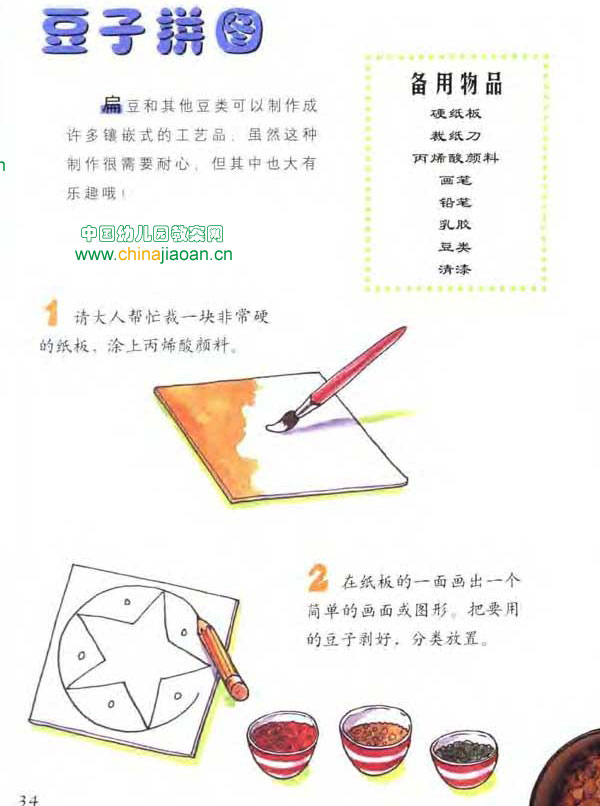 豆子拼图
扁豆和其他豆类可以制作成
许多镶嵌式的工艺品，虽然这种
制作很需要耐心，但其中也大有
乐趣哦！
n
中国幼儿园教案网
www.chinajiaoan.cn
备用物品
硬纸板
裁纸刀
丙烯酸颜料
画笔
铅笔
乳胶
豆类
清漆
1 请大人帮忙裁一块非常硬
的纸板，涂上丙烯酸颜料。
2 在纸板的一面画出一个
简单的画面或图形。把要用
的豆子剥好，分类放置。
34